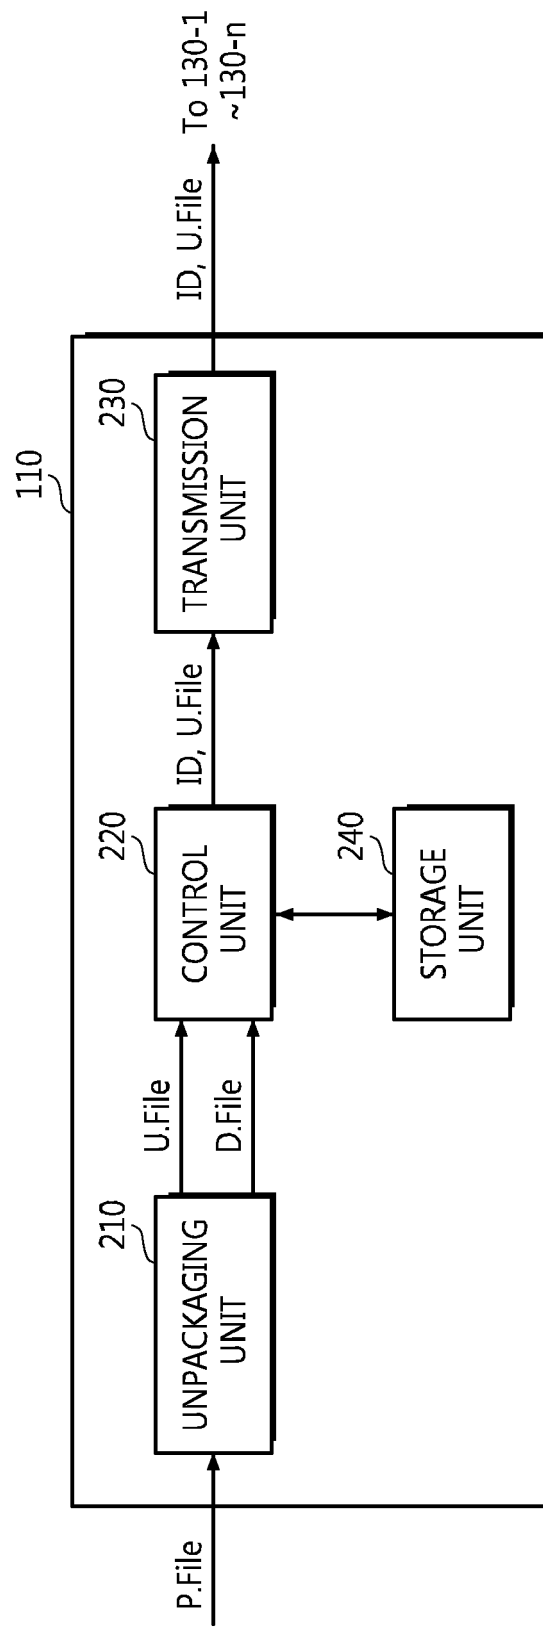 110
P.File
210
UNPACKAGING
UNIT
U.File
D.File
220
CONTROL
UNIT
240
STORAGE
UNIT
ID, U.File
230
TRANSMISSION
UNIT
ID, U.File
To 130-1
~130-n